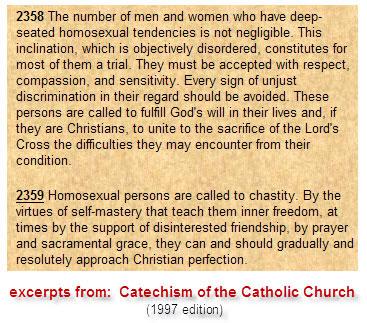 2358 The number of men and women who have deep-
seated homosexual tendencies is not negligible. This
inclination, which is objectively disordered, constitutes for
most of them a trial. They must be accepted with respect,
compassion, and sensitivity. Every sign of unjust
discrimination in their regard should be avoided. These
persons are called to fulfill God's will in their lives and, if
they are Christians, to unite to the sacrifice of the Lord's
Cross the difficulties they may encounter from their
condition.
2359 Homosexual persons are called to chastity. By the
virtues of self-mastery that teach them inner freedom, at
times by the support of disinterested friendship, by prayer
and sacramental grace, they can and should gradually and
resolutely approach Christian perfection.
excerpts from: Catechism of the Catholic Church
(1997 edition)